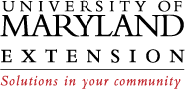 UNIVERSITY OF
MARYLAND
EXTENSION
Solutions in your community